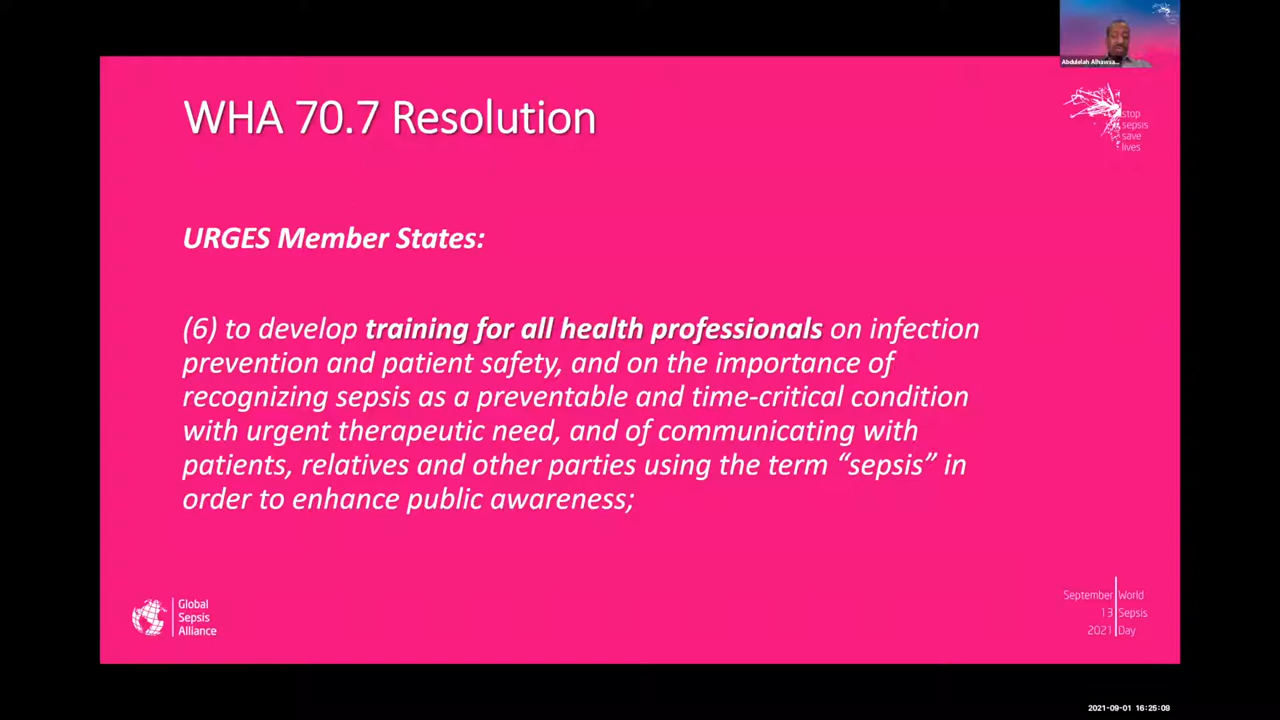 Abdulelah Alhawsa...
WHA 70.7 Resolution
stop
sepsis
save
lives
URGES Member States:
(6) to develop training for all health professionals on infection
prevention and patient safety, and on the importance of
recognizing sepsis as a preventable and time-critical condition
with urgent therapeutic need, and of communicating with
patients, relatives and other parties using the term “sepsis” in
order to enhance public awareness;
Global
Sepsis
Alliance
September World
13 Sepsis
2021 Day
2021-09-01 16:25:09